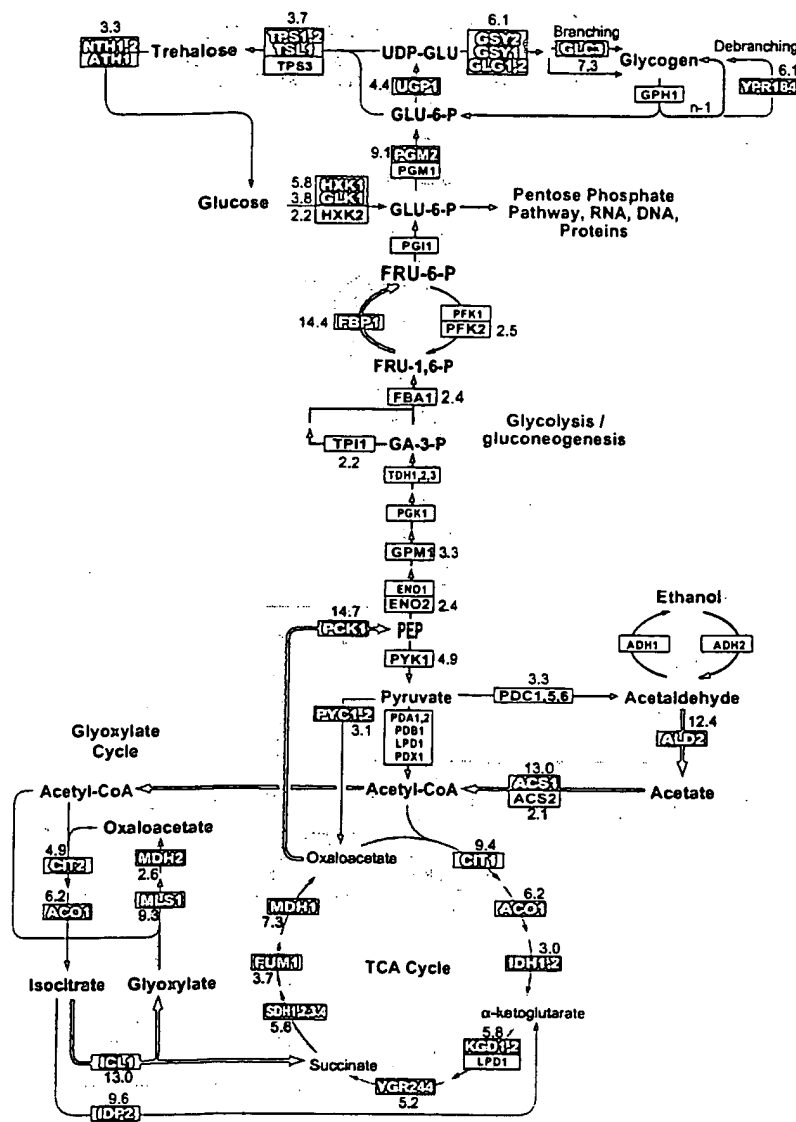 3.3
NTH1-2
ATH1
Trehalose
3.7
TPS1-2
TSL1
TPS3
UDP-GLU
6.1
GSY2
GSY1
GLG1-2
Branching
GLC3
7.3
Glycogen
Debranching
6.1
YPR184
GPH1
n-1
4.4
UGP1
GLU-6-P
9.1
PGM2
PGM1
Glucose
5.8
HXK1
3.8
GLK1
2.2
HXK2
GLU-6-P
Pentose Phosphate
Pathway, RNA, DNA,
Proteins
PGI1
FRU-6-P
14.4
FBP1
PFK1
PFK2
2.5
FRU-1,6-P
FBA1
2.4
Glycolysis /
gluconeogenesis
TPI1
2.2
GA-3-P
TDH1,2,3
PGK1
GPM1
3.3
ENO1
ENO2
2.4
14.7
PCK1
PEP
PYK1
4.9
Ethanol
ADH1
ADH2
Pyruvate
3.3
PDC1,5,6
Acetaldehyde
12.4
ALD2
PYC1-2
3.1
PDA1,2
PDB1
LPD1
PDX1
Glyoxylate
Cycle
Acetyl-CoA
Acetyl-CoA
13.0
ACS1
ACS2
2.1
Acetate
Oxaloacetate
4.9
CIT2
MDH2
2.6
6.2
ACO1
MLS1
9.3
Oxaloacetate
9.4
CIT1
6.2
ACO1
MDH1
7.3
3.0
IDH1-2
FUM1
3.7
TCA Cycle
Isocitrate
Glyoxylate
SDH1-2,3,4
5.8
α-ketoglutarate
5.8
KGD1-2
LPD1
Succinate
YGR244
5.2
ICL1
13.0
9.6
IDP2